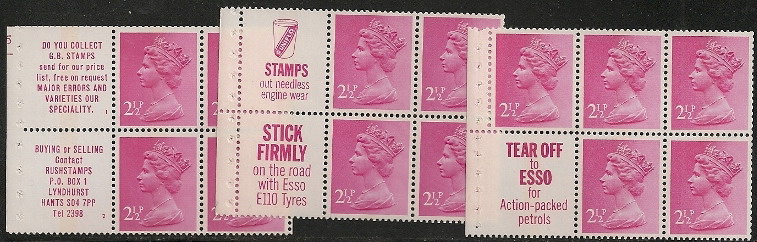 DO YOU COLLECT
G.B. STAMPS
send for our price
list, free on request
MAJOR ERRORS AND
VARIETIES OUR
SPECIALITY.
1
2½P
BUYING or SELLING
Contact
RUSHSTAMPS
P.O. BOX 1
LYNDHURST
HANTS SO4 7PP
Tel 2398
2
2½P
2½P
2½P
STAMPS
out needless
engine wear
2½P
2½P
STICK
FIRMLY
on the road
with Esso
E110 Tyres
2½P
2½P
2½P
2½P
2½P
TEAR OFF
to
ESSO
for
Action-packed
petrols
2½P
2½P